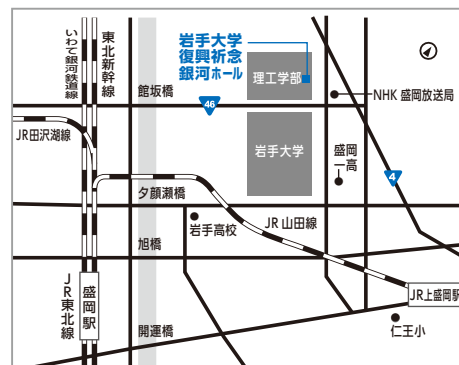 いわて銀河鉄道線
東北新幹線
岩手大学
復興祈念
銀河ホール
理工学部
館坂橋
46
NHK 盛岡放送局
JR田沢湖線
岩手大学
盛岡
一高
4
夕顔瀬橋
岩手高校
JR 山田線
旭橋
JR東北線
盛岡駅
JR上盛岡駅
仁王小
開運橋